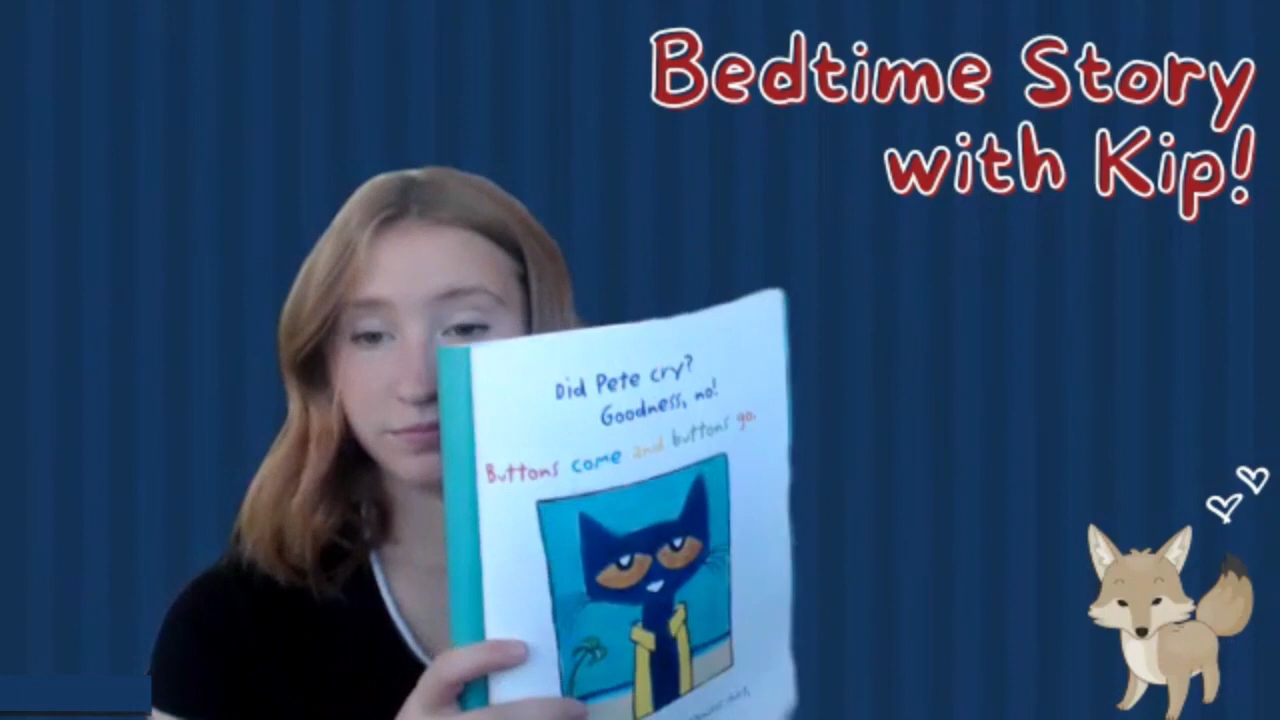 Bedtime Story
with Kip!
Did Pete cry?
Goodness, no!
Buttons come and buttons go.